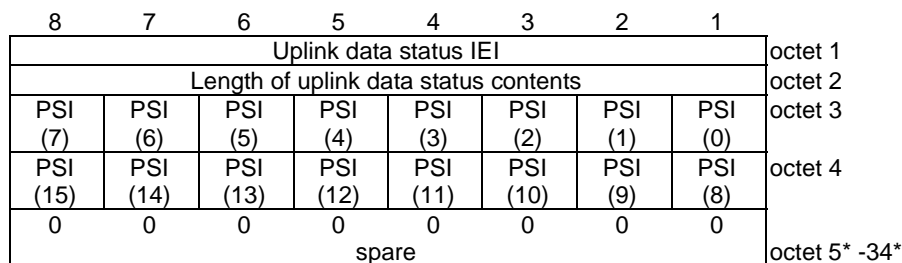 8 7 6 5 4 3 2 1
Uplink data status IEI octet 1
Length of uplink data status contents octet 2
PSI PSI PSI PSI PSI PSI PSI PSI octet 3
(7) (6) (5) (4) (3) (2) (1) (0)
PSI PSI PSI PSI PSI PSI PSI PSI octet 4
(15) (14) (13) (12) (11) (10) (9) (8)
0 0 0 0 0 0 0 0
spare octet 5* -34*